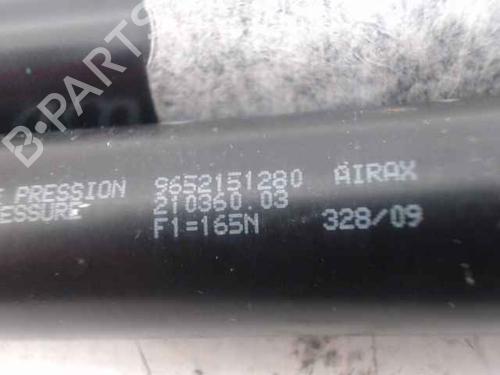 PRESSION 9652151280 AIRAX
ESSURE 210360.03
F1=165N 328/09
B-PARTS